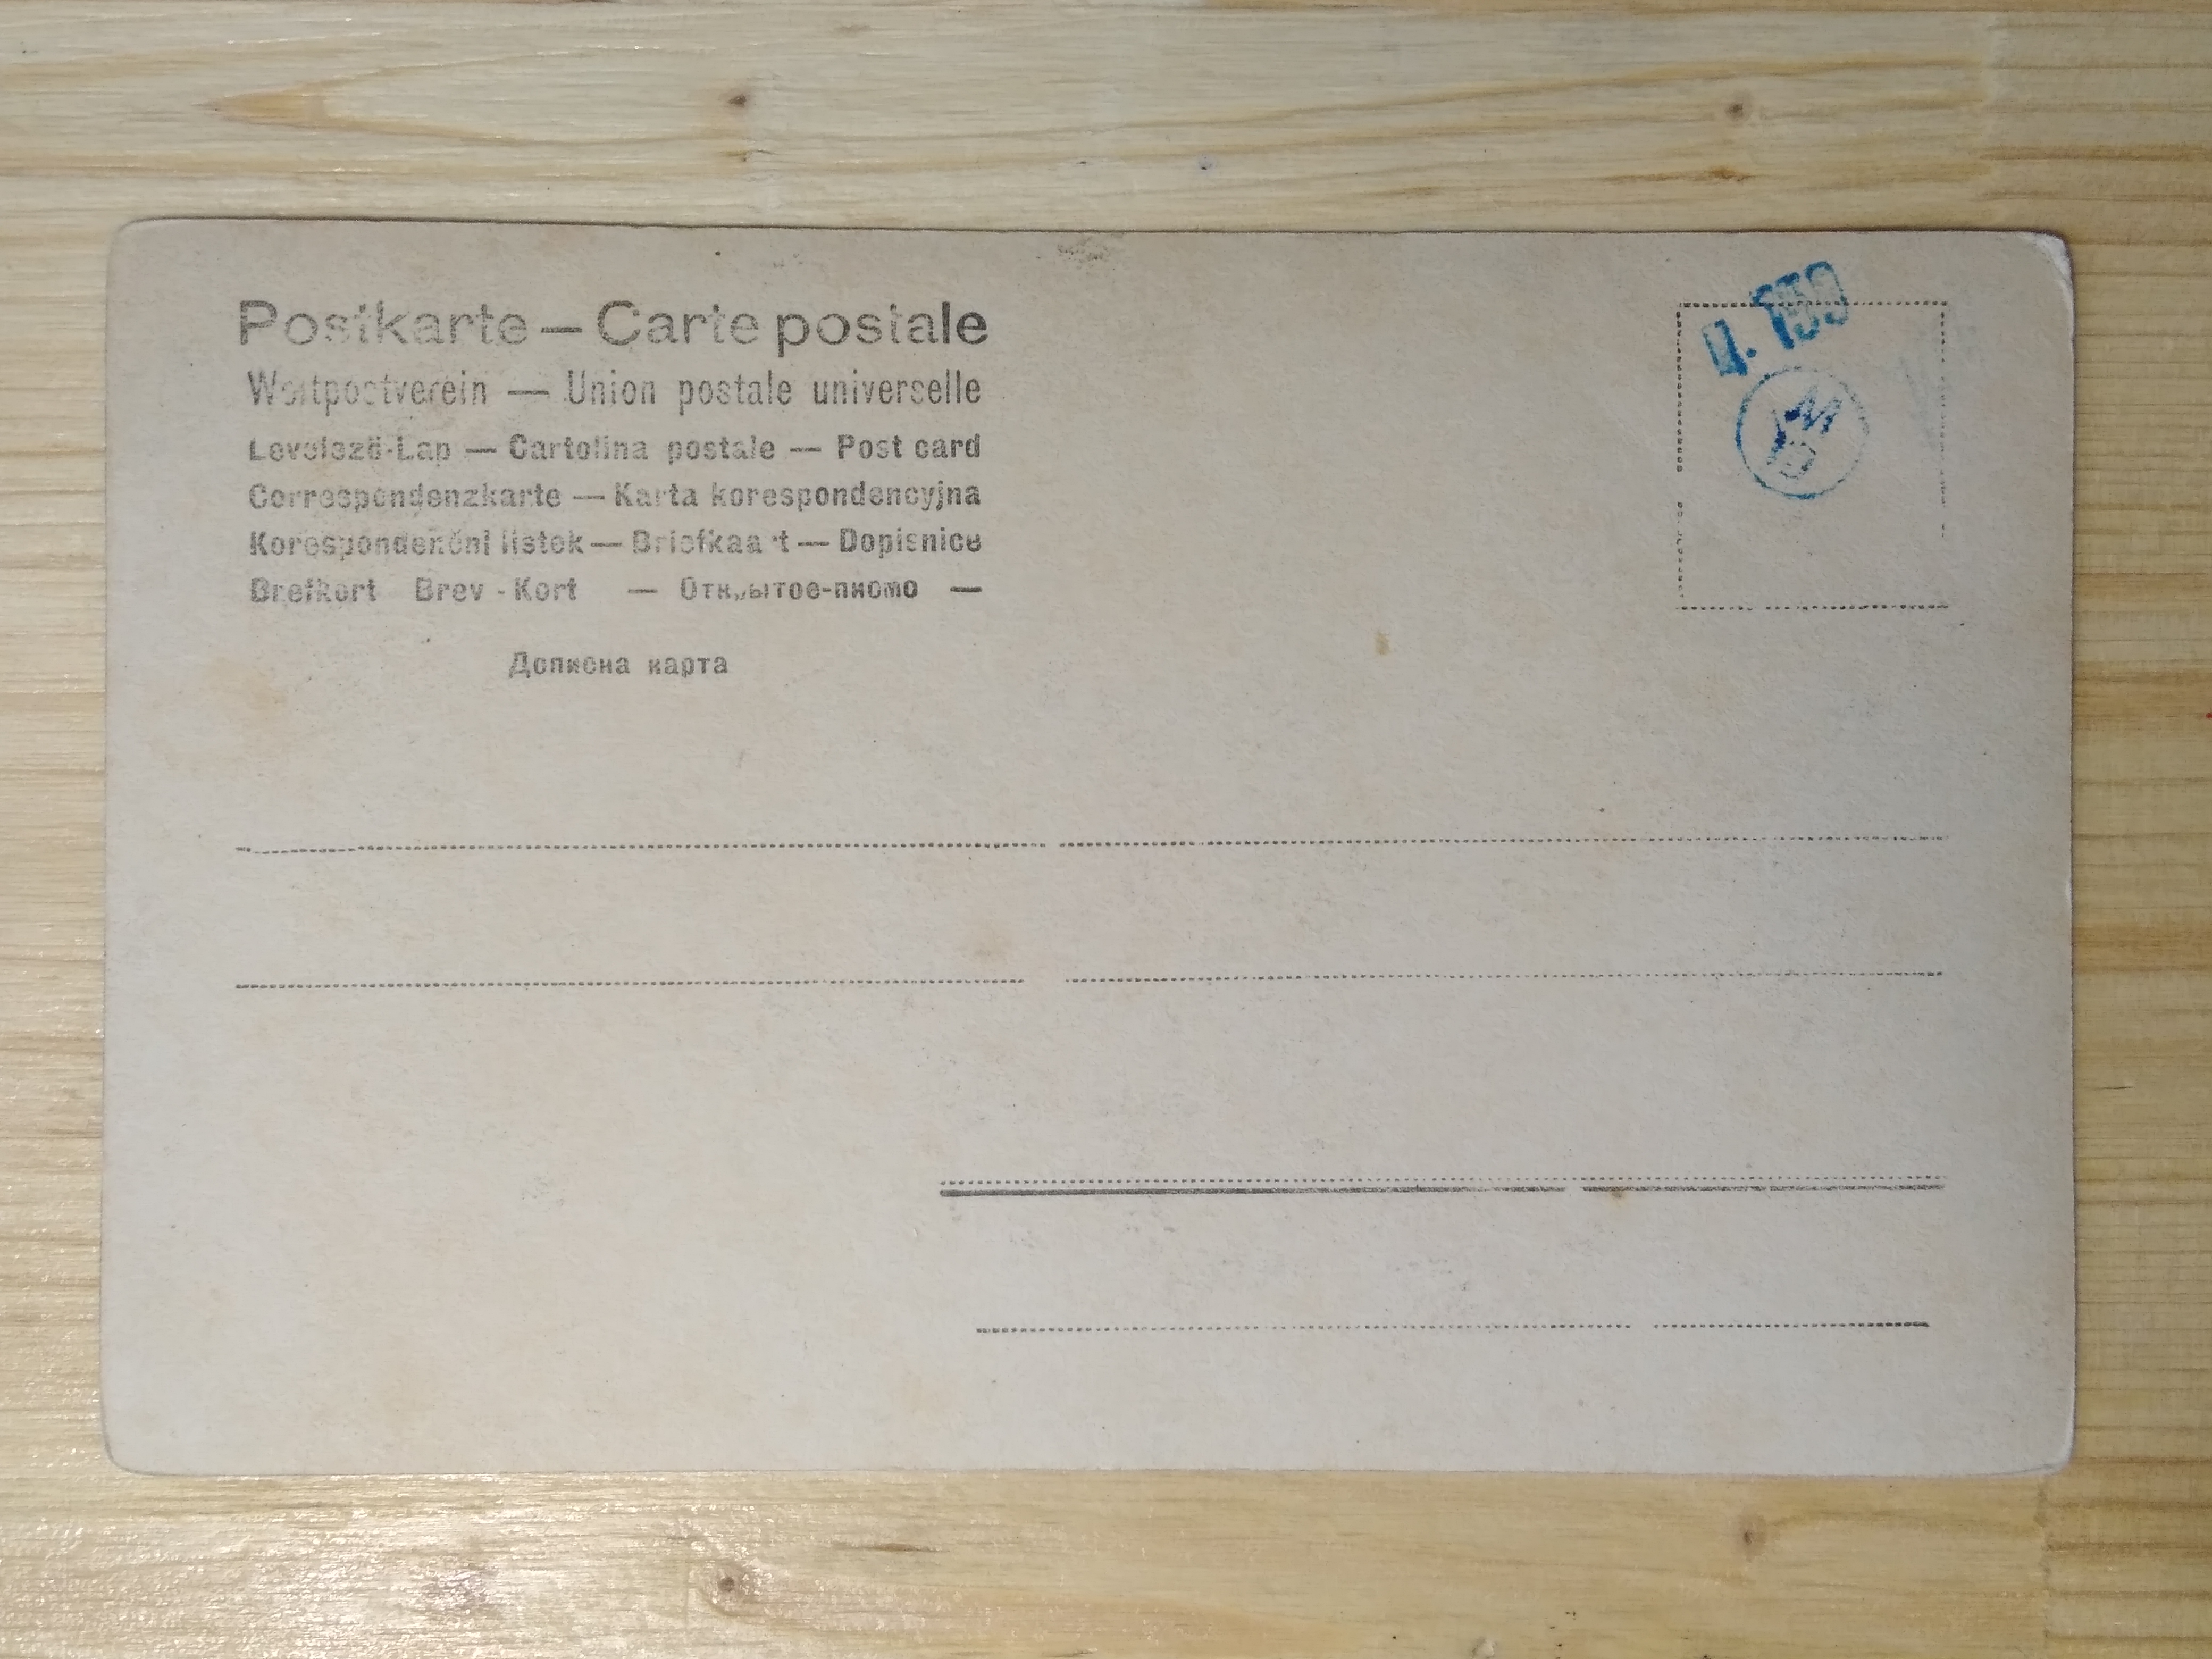 Postkarte — Carte postale
Weltpostverein — Union postale universelle
Levelező-Lap — Cartolina postale — Post card
Correspondenzkarte — Karta korespondencyjna
Korespondenční lístek — Briefkaart — Dopisnice
Brefkort Brev - Kort — Открытое-письмо —
Дописна карта